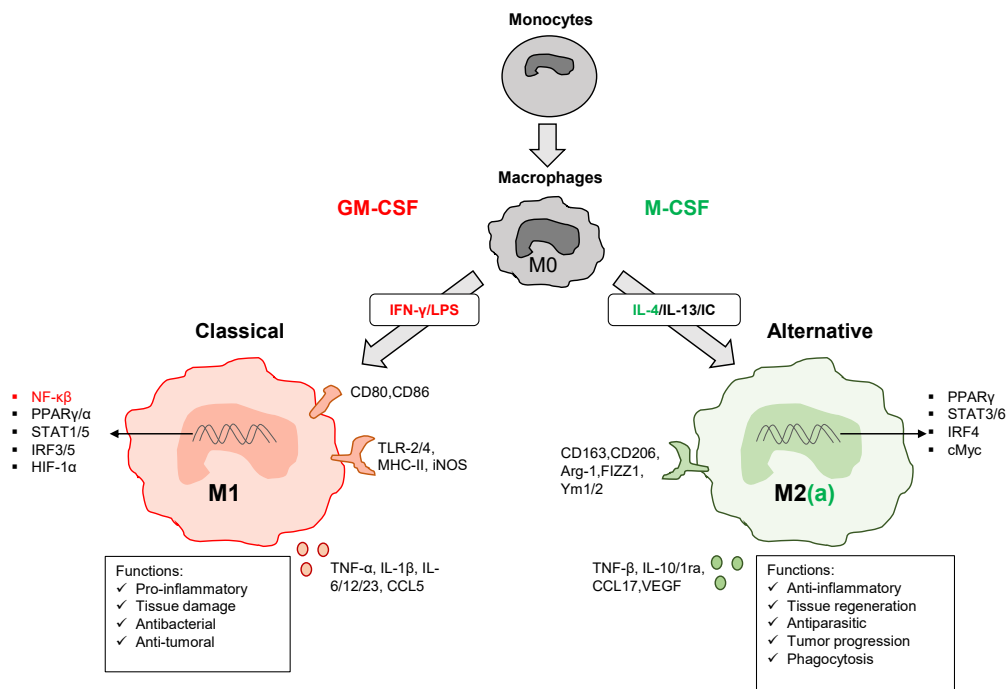 Monocytes
Macrophages
GM-CSF
M-CSF
M0
IFN-γ/LPS
IL-4/IL-13/IC
Classical
Alternative
▪ NF-κβ
▪ PPARγ/α
▪ STAT1/5
▪ IRF3/5
▪ HIF-1α
CD80,CD86
TLR-2/4,
MHC-II, iNOS
M1
CD163,CD206,
Arg-1,FIZZ1,
Ym1/2
M2(a)
▪ PPARγ
▪ STAT3/6
▪ IRF4
▪ cMyc
TNF-α, IL-1β, IL-
6/12/23, CCL5
TNF-β, IL-10/1ra,
CCL17,VEGF
Functions:
✓ Pro-inflammatory
✓ Tissue damage
✓ Antibacterial
✓ Anti-tumoral
Functions:
✓ Anti-inflammatory
✓ Tissue regeneration
✓ Antiparasitic
✓ Tumor progression
✓ Phagocytosis